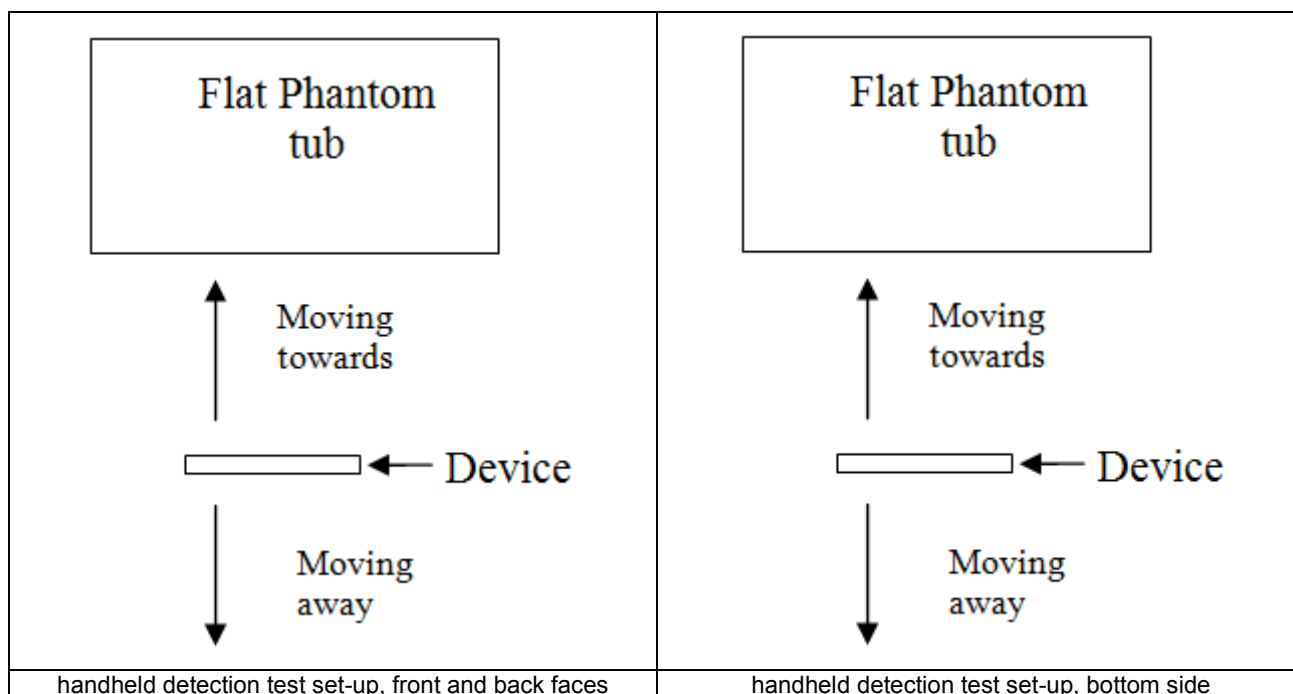 Flat Phantom
tub
Moving
towards
Device
Moving
away
handheld detection test set-up, front and back faces
Flat Phantom
tub
Moving
towards
Device
Moving
away
handheld detection test set-up, bottom side